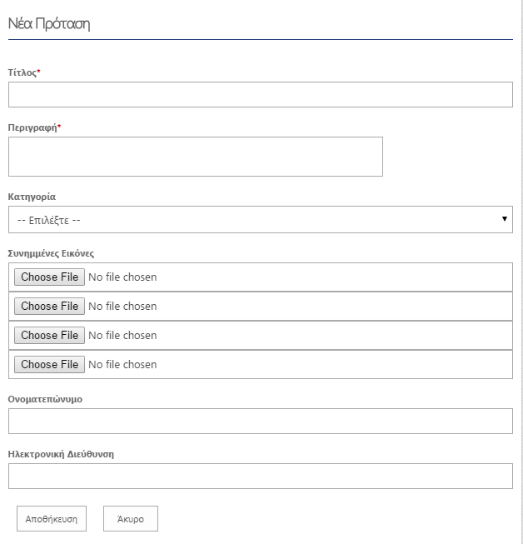 Νέα Πρόταση
Τίτλος*
Περιγραφή*
Κατηγορία
-- Επιλέξτε --
Συνημμένες Εικόνες
Choose File No file chosen
Choose File No file chosen
Choose File No file chosen
Choose File No file chosen
Ονοματεπώνυμο
Ηλεκτρονική Διεύθυνση
Αποθήκευση Άκυρο